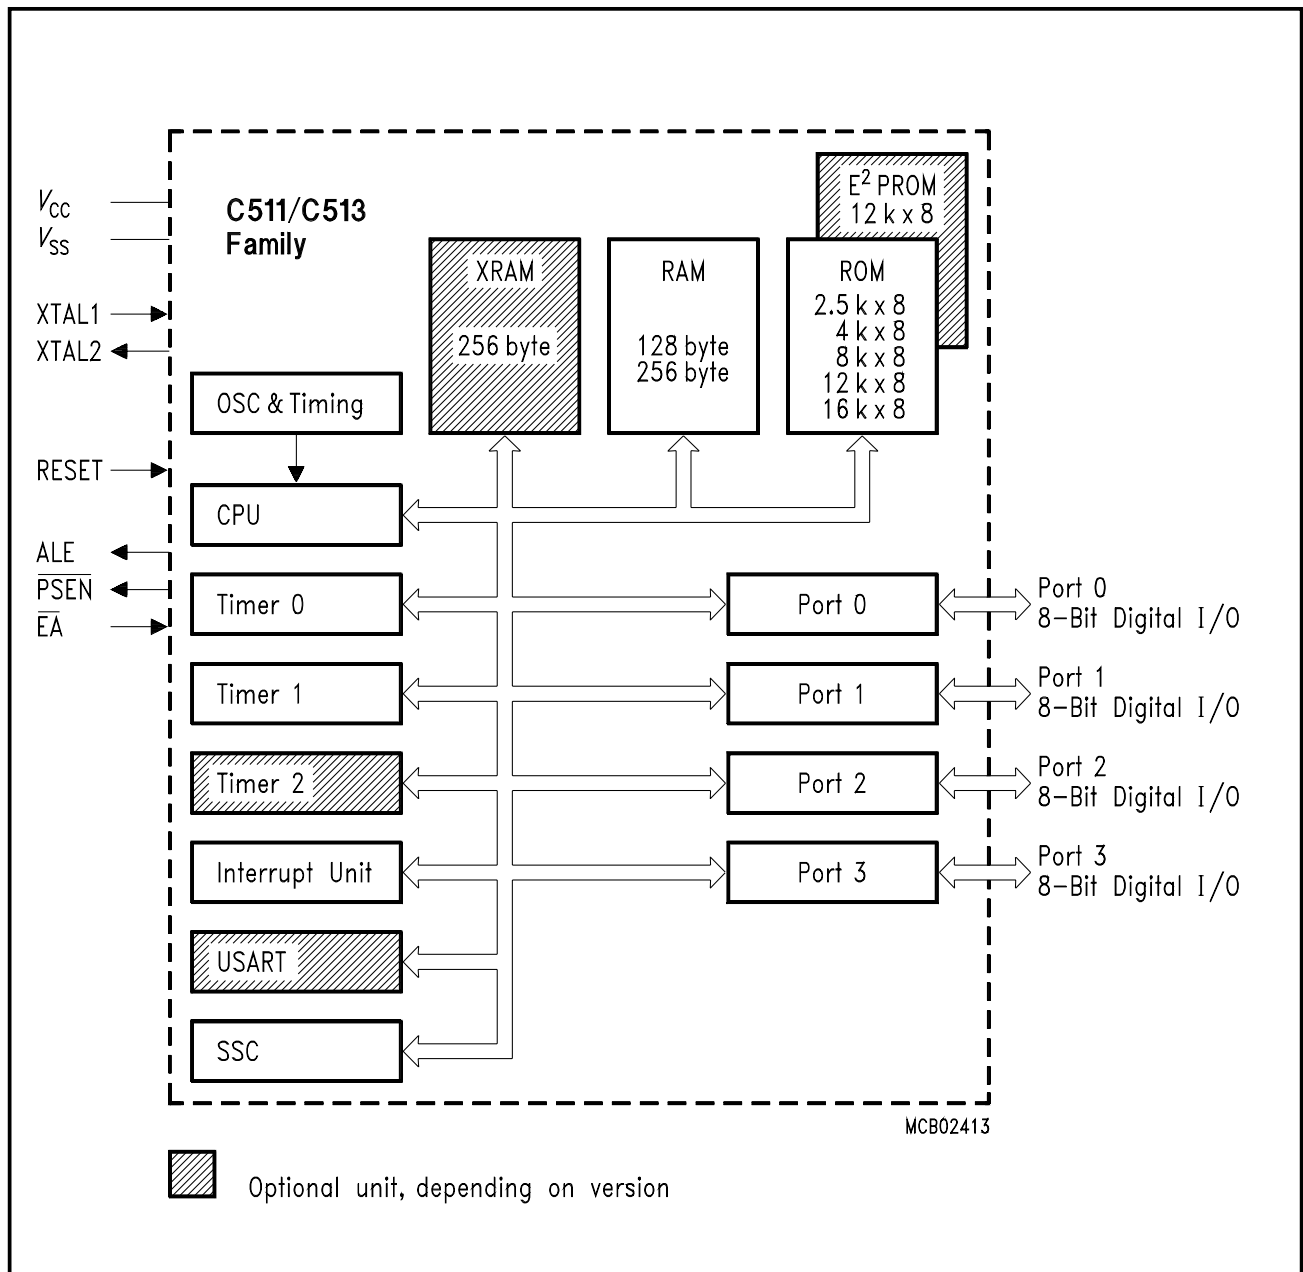 V_CC
V_SS
XTAL1
XTAL2
RESET
ALE
P̅S̅E̅N̅
E̅A̅
C511/C513
Family
E² PROM
12 k x 8
XRAM
256 byte
RAM
128 byte
256 byte
ROM
2.5 k x 8
4 k x 8
8 k x 8
12 k x 8
16 k x 8
OSC & Timing
CPU
Timer 0
Timer 1
Timer 2
Interrupt Unit
USART
SSC
Port 0
Port 1
Port 2
Port 3
Port 0
8-Bit Digital I/O
Port 1
8-Bit Digital I/O
Port 2
8-Bit Digital I/O
Port 3
8-Bit Digital I/O
MCB02413
Optional unit, depending on version